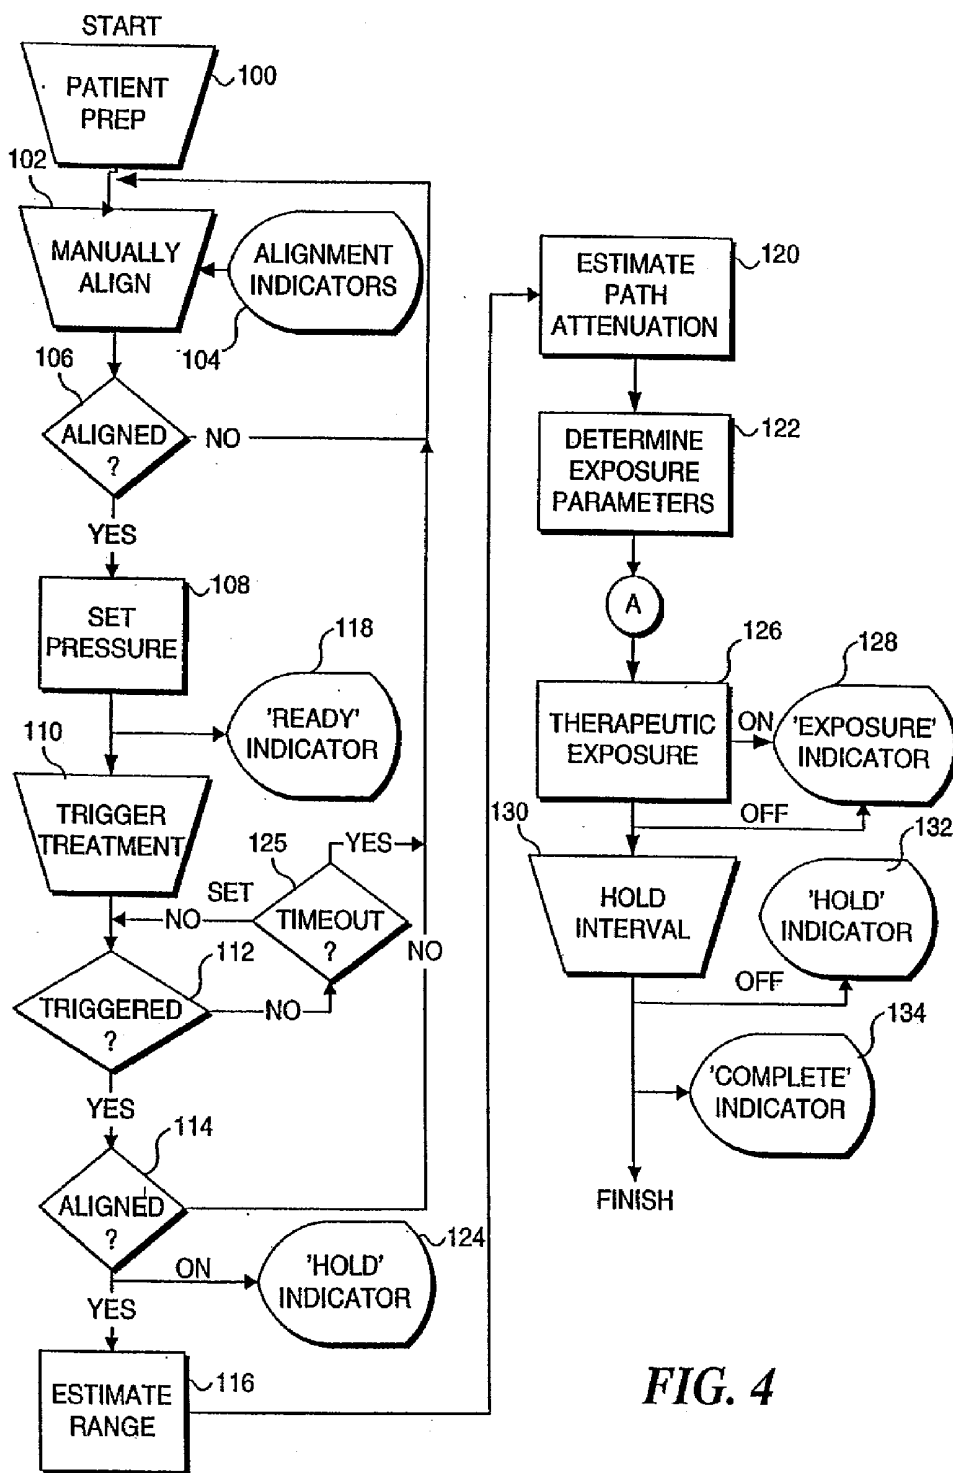 START
PATIENT
PREP
100
102
MANUALLY
ALIGN
ALIGNMENT
INDICATORS
104
106
ALIGNED
?
NO
YES
108
SET
PRESSURE
118
'READY'
INDICATOR
110
TRIGGER
TREATMENT
125
YES
SET
NO
TIMEOUT
?
NO
112
TRIGGERED
?
NO
YES
114
ALIGNED
?
ON
124
'HOLD'
INDICATOR
YES
116
ESTIMATE
RANGE
120
ESTIMATE
PATH
ATTENUATION
122
DETERMINE
EXPOSURE
PARAMETERS
A
126
THERAPEUTIC
EXPOSURE
ON
128
'EXPOSURE'
INDICATOR
OFF
130
HOLD
INTERVAL
132
'HOLD'
INDICATOR
OFF
134
'COMPLETE'
INDICATOR
FINISH
FIG. 4